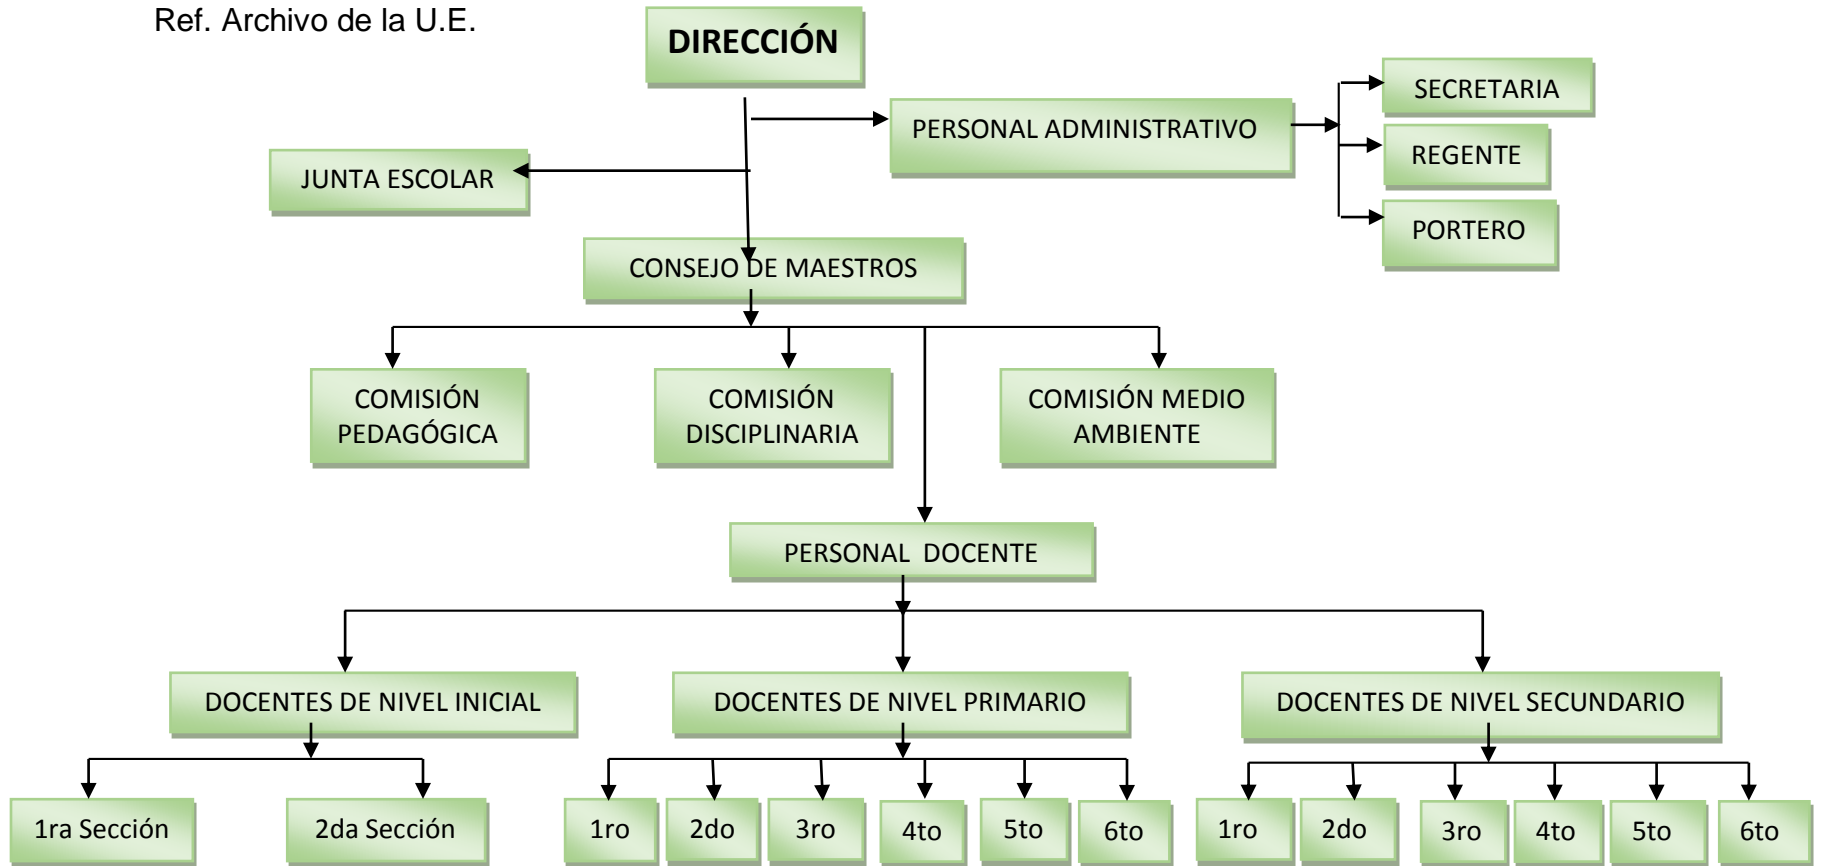 Ref. Archivo de la U.E.
DIRECCIÓN
SECRETARIA
PERSONAL ADMINISTRATIVO
REGENTE
JUNTA ESCOLAR
PORTERO
CONSEJO DE MAESTROS
COMISIÓN
PEDAGÓGICA
COMISIÓN
DISCIPLINARIA
COMISIÓN MEDIO
AMBIENTE
PERSONAL DOCENTE
DOCENTES DE NIVEL INICIAL
DOCENTES DE NIVEL PRIMARIO
DOCENTES DE NIVEL SECUNDARIO
1ra Sección
2da Sección
1ro
2do
3ro
4to
5to
6to
1ro
2do
3ro
4to
5to
6to